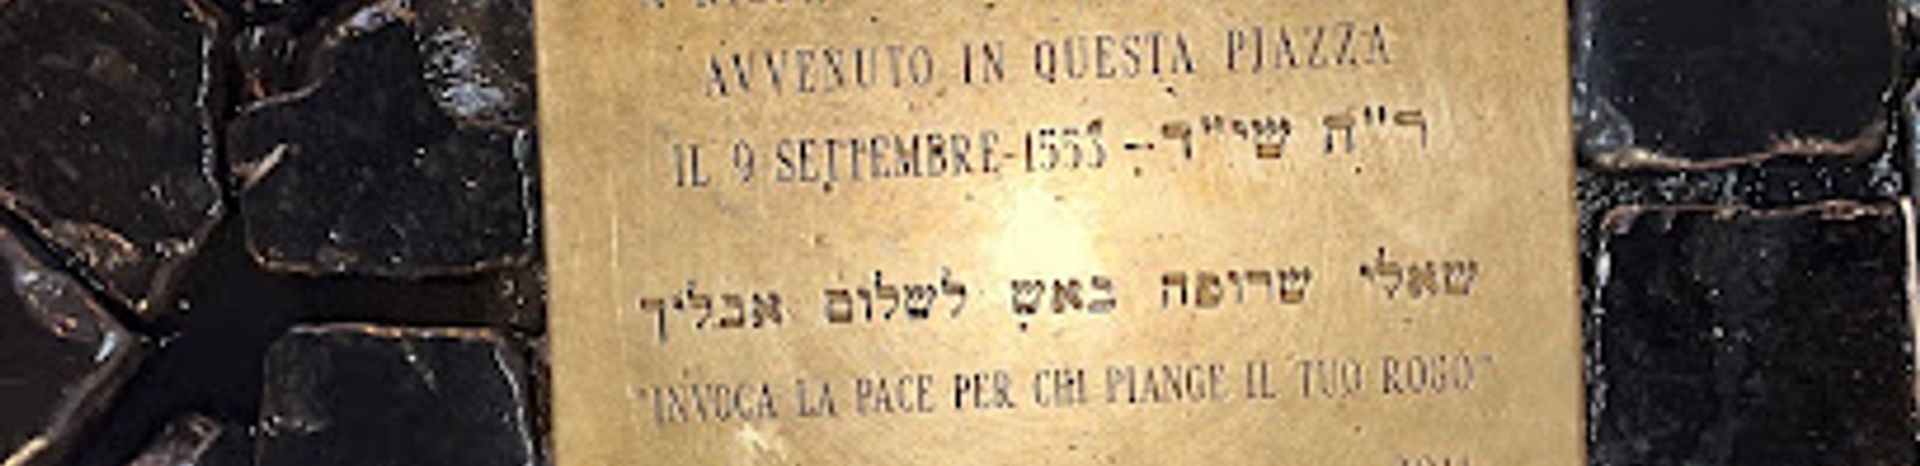 AVVENUTO IN QUESTA PIAZZA
IL 9 SETTEMBRE 1553 – ר"ה שי"ד
שאלי שרופה באש לשלום אבליך
"INVOCA LA PACE PER CHI PIANGE IL TUO ROGO"